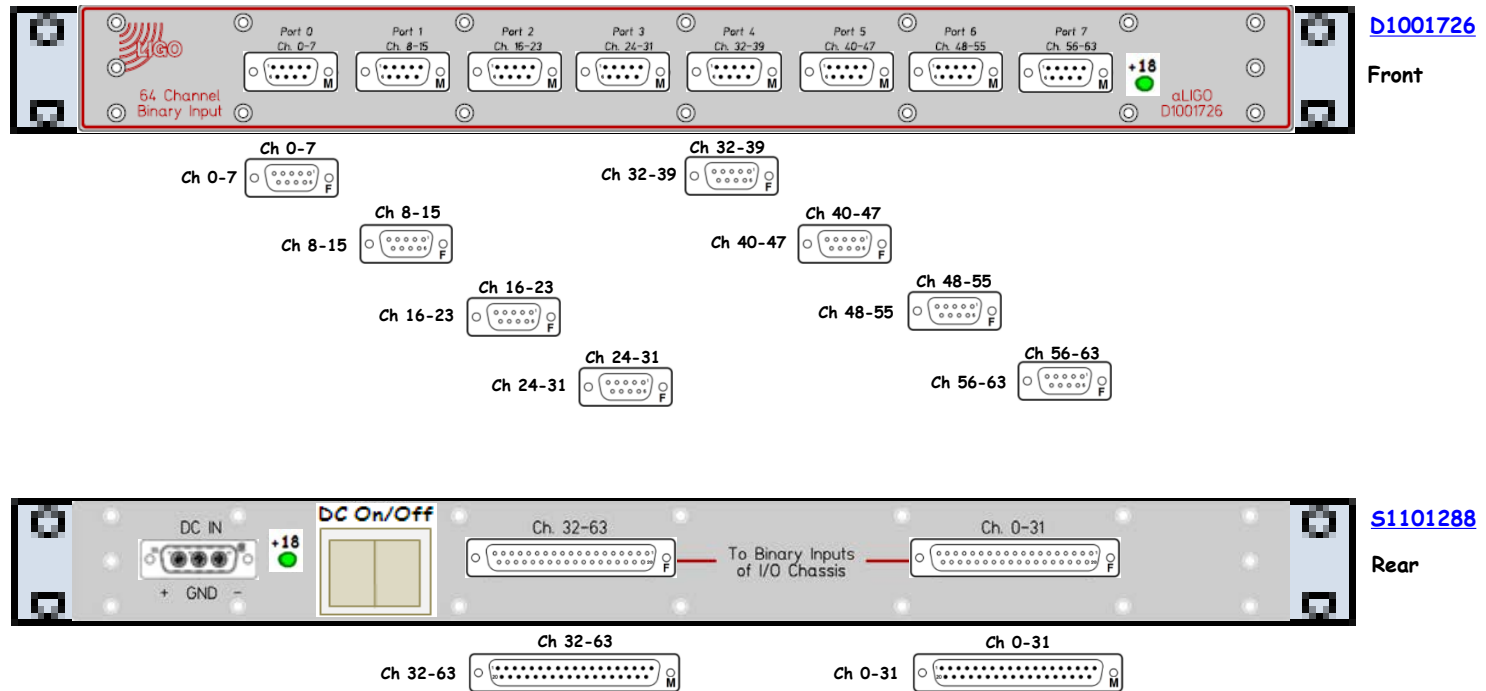 Port 0 Port 1 Port 2 Port 3 Port 4 Port 5 Port 6 Port 7
Ch. 0-7 Ch. 8-15 Ch. 16-23 Ch. 24-31 Ch. 32-39 Ch. 40-47 Ch. 48-55 Ch. 56-63
LIGO
M M M M M M M M
+18
64 Channel
Binary Input
aLIGO
D1001726
D1001726
Front
Ch 0-7
Ch 0-7
F
Ch 8-15
Ch 8-15
F
Ch 16-23
Ch 16-23
F
Ch 24-31
Ch 24-31
F
Ch 32-39
Ch 32-39
F
Ch 40-47
Ch 40-47
F
Ch 48-55
Ch 48-55
F
Ch 56-63
Ch 56-63
F
DC IN
+ GND -
+18
DC On/Off
Ch. 32-63
F
To Binary Inputs
of I/O Chassis
Ch. 0-31
F
S1101288
Rear
Ch 32-63
Ch 32-63
M
Ch 0-31
Ch 0-31
M